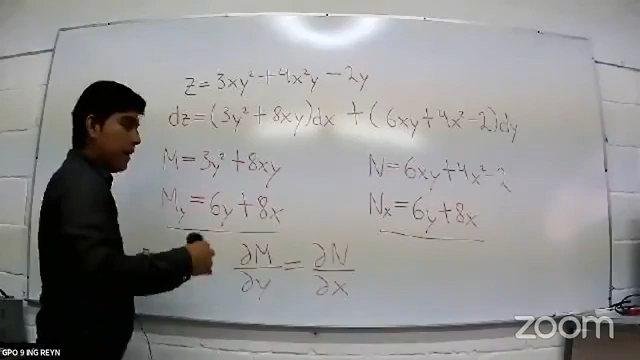 z = 3xy² + 4x²y - 2y
dz = (3y² + 8xy)dx + (6xy + 4x² - 2)dy
M = 3y² + 8xy N = 6xy + 4x² - 2
My = 6y + 8x Nx = 6y + 8x
∂M/∂y = ∂N/∂x
zoom
GPO 9 ING REYN